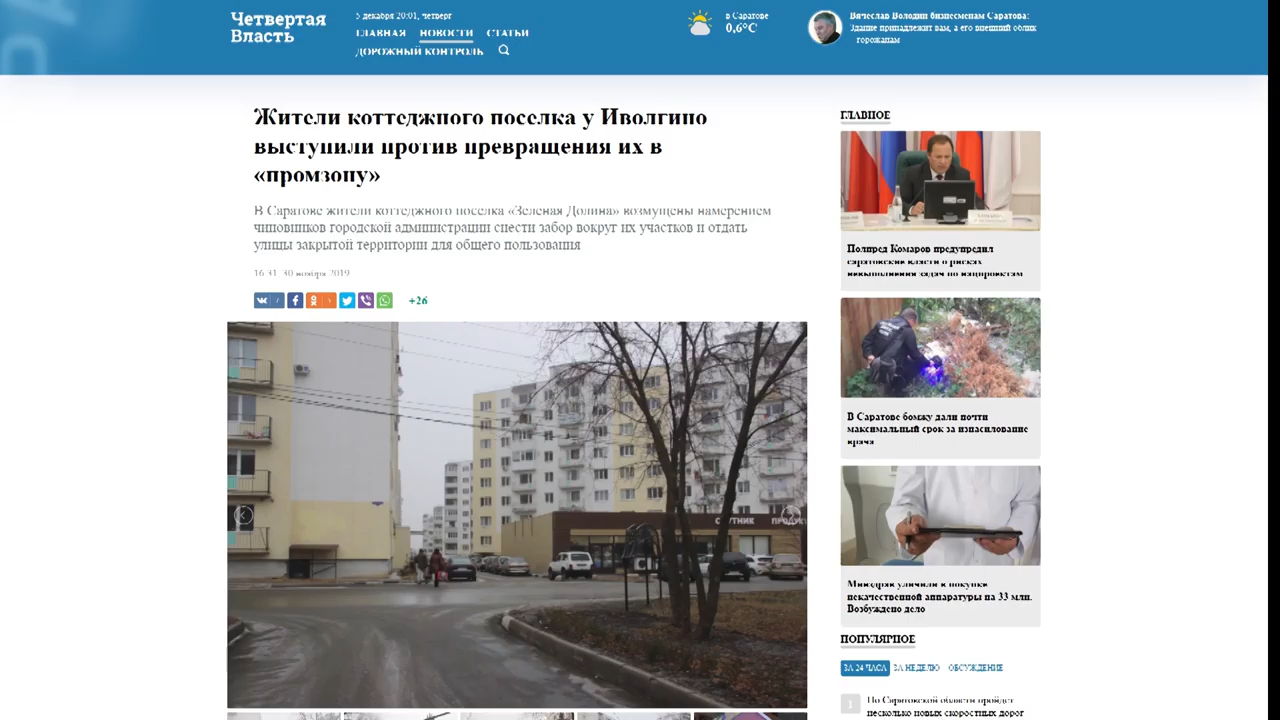 Четвертая
Власть
5 декабря 20:01, четверг
ГЛАВНАЯ НОВОСТИ СТАТЬИ
ДОРОЖНЫЙ КОНТРОЛЬ
в Саратове
0,6°C
Вячеслав Володин бизнесменам Саратова:
Здание принадлежит вам, а его внешний облик
- горожанам
Жители коттеджного поселка у Иволгино
выступили против превращения их в
«промзону»
В Саратове жители коттеджного поселка «Зеленая Долина» возмущены намерением
чиновников городской администрации снести забор вокруг их участков и отдать
улицы закрытой территории для общего пользования
16:31, 30 ноября 2019
+26
СПУТНИК ПРОДУК
ГЛАВНОЕ
Полпред Комаров предупредил
саратовские власти о рисках
невыполнения задач по нацпроектам
В Саратове бомжу дали почти
максимальный срок за изнасилование
врача
Минздрав уличили в покупке
некачественной аппаратуры на 33 млн.
Возбуждено дело
ПОПУЛЯРНОЕ
ЗА 24 ЧАСА ЗА НЕДЕЛЮ ОБСУЖДЕНИЕ
1 По Саратовской области пройдет
несколько новых скоростных дорог